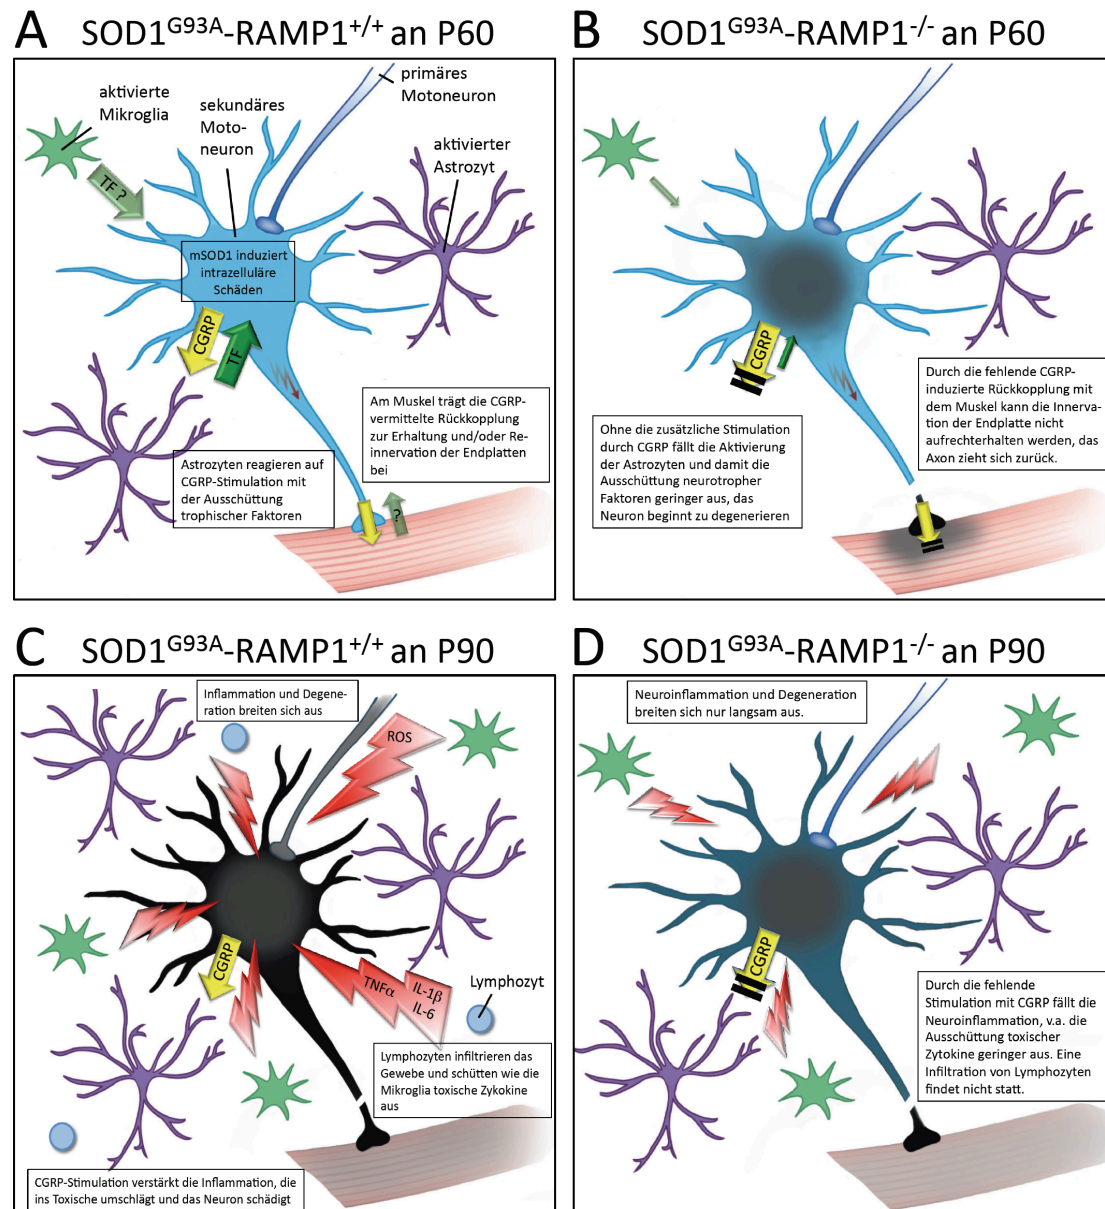 A SOD1G93A-RAMP1+/+ an P60
aktivierte
Mikroglia
sekundäres
Moto-
neuron
primäres
Motoneuron
aktivierter
Astrozyt
TF ?
mSOD1 induziert
intrazelluläre
Schäden
CGRP
TF
Am Muskel trägt die CGRP-
vermittelte Rückkopplung
zur Erhaltung und/oder Re-
innervation der Endplatten
bei
Astrozyten reagieren auf
CGRP-Stimulation mit
der Ausschüttung
trophischer Faktoren
?
B SOD1G93A-RAMP1-/- an P60
CGRP
Durch die fehlende CGRP-
induzierte Rückkopplung mit
dem Muskel kann die Innerva-
tion der Endplatte nicht
aufrechterhalten werden, das
Axon zieht sich zurück.
Ohne die zusätzliche Stimulation
durch CGRP fällt die Aktivierung
der Astrozyten und damit die
Ausschüttung neurotropher
Faktoren geringer aus, das
Neuron beginnt zu degenerieren
C SOD1G93A-RAMP1+/+ an P90
Inflammation und Degene-
ration breiten sich aus
ROS
CGRP
TNFα
IL-1β
IL-6
Lymphozyt
Lymphozyten infiltrieren das
Gewebe und schütten wie die
Mikroglia toxische Zykokine
aus
CGRP-Stimulation verstärkt die Inflammation, die
ins Toxische umschlägt und das Neuron schädigt
D SOD1G93A-RAMP1-/- an P90
Neuroinflammation und Degeneration
breiten sich nur langsam aus.
CGRP
Durch die fehlende
Stimulation mit CGRP fällt die
Neuroinflammation, v.a. die
Ausschüttung toxischer
Zytokine geringer aus. Eine
Infiltration von Lymphozyten
findet nicht statt.